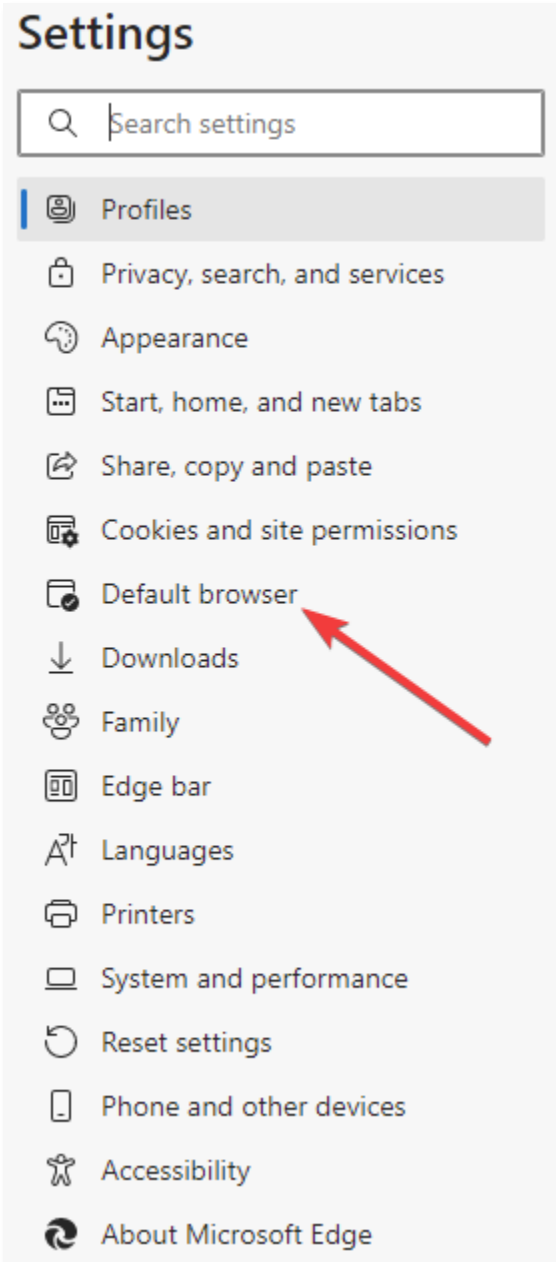 Settings
Search settings
Profiles
Privacy, search, and services
Appearance
Start, home, and new tabs
Share, copy and paste
Cookies and site permissions
Default browser
Downloads
Family
Edge bar
Languages
Printers
System and performance
Reset settings
Phone and other devices
Accessibility
About Microsoft Edge